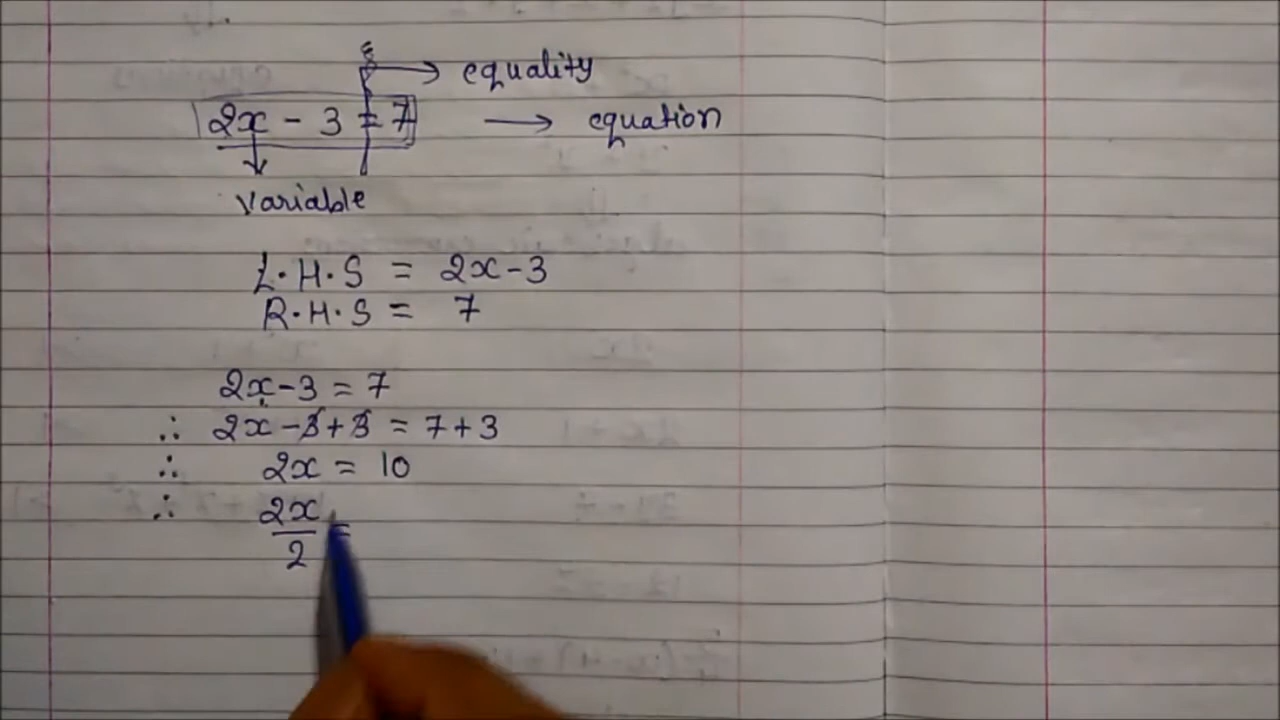 → equality
2x - 3 = 7 → equation
variable
L.H.S = 2x-3
R.H.S = 7
2x-3 = 7
∴ 2x-3+3 = 7+3
∴ 2x = 10
∴ 2x/2 =